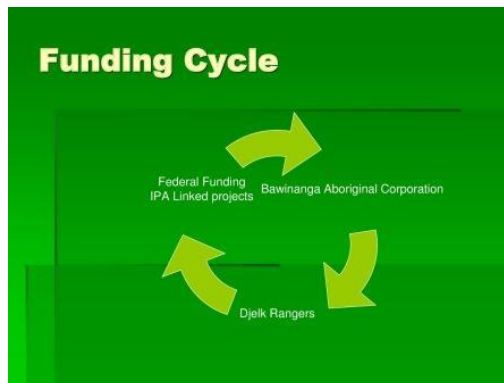 Funding Cycle
Federal Funding
IPA Linked projects
Bawinanga Aboriginal Corporation
Djelk Rangers